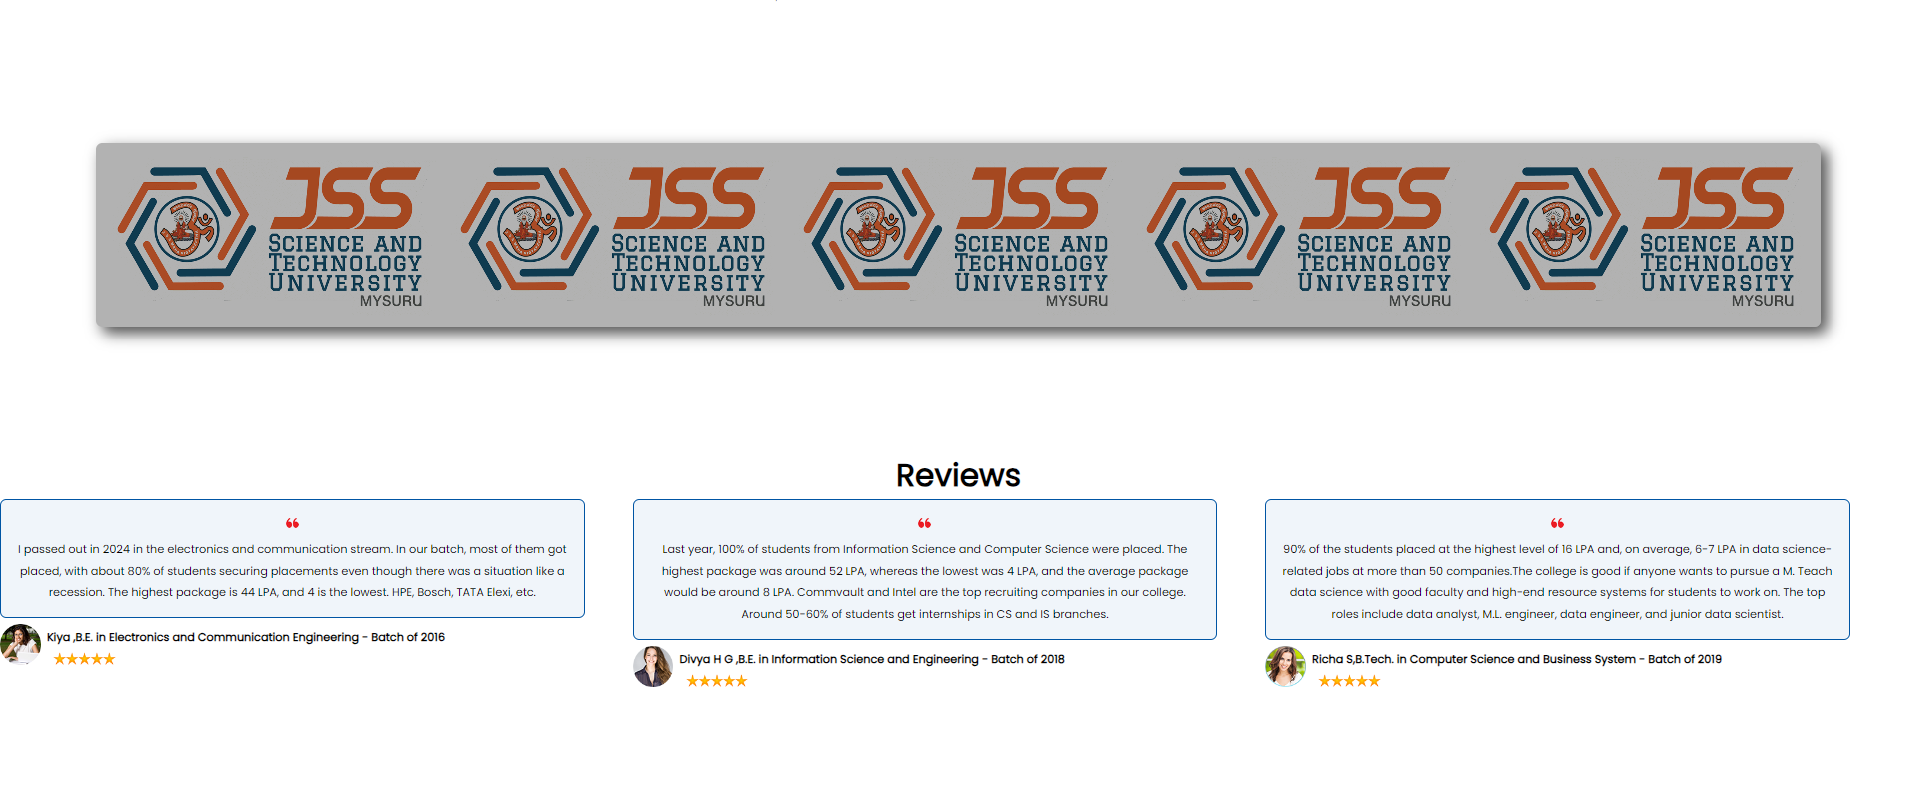 JSS
SCIENCE AND
TECHNOLOGY
UNIVERSITY
MYSURU
JSS
SCIENCE AND
TECHNOLOGY
UNIVERSITY
MYSURU
JSS
SCIENCE AND
TECHNOLOGY
UNIVERSITY
MYSURU
JSS
SCIENCE AND
TECHNOLOGY
UNIVERSITY
MYSURU
JSS
SCIENCE AND
TECHNOLOGY
UNIVERSITY
MYSURU
Reviews
“
I passed out in 2024 in the electronics and communication stream. In our batch, most of them got
placed, with about 80% of students securing placements even though there was a situation like a
recession. The highest package is 44 LPA, and 4 is the lowest. HPE, Bosch, TATA Elexi, etc.
Kiya ,B.E. in Electronics and Communication Engineering - Batch of 2016
“
Last year, 100% of students from Information Science and Computer Science were placed. The
highest package was around 52 LPA, whereas the lowest was 4 LPA, and the average package
would be around 8 LPA. Commvault and Intel are the top recruiting companies in our college.
Around 50-60% of students get internships in CS and IS branches.
Divya H G ,B.E. in Information Science and Engineering - Batch of 2018
“
90% of the students placed at the highest level of 16 LPA and, on average, 6-7 LPA in data science-
related jobs at more than 50 companies.The college is good if anyone wants to pursue a M. Teach
data science with good faculty and high-end resource systems for students to work on. The top
roles include data analyst, M.L. engineer, data engineer, and junior data scientist.
Richa S,B.Tech. in Computer Science and Business System - Batch of 2019